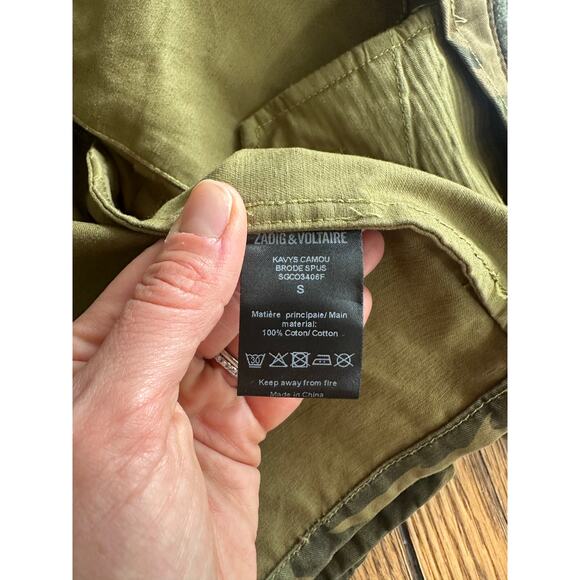 ZADIG & VOLTAIRE
KAVYS CAMOU
BRODE SPUS
SGCO3406F
S
Matière principale/ Main
material:
100% Coton/ Cotton
30
Keep away from fire
Made in China